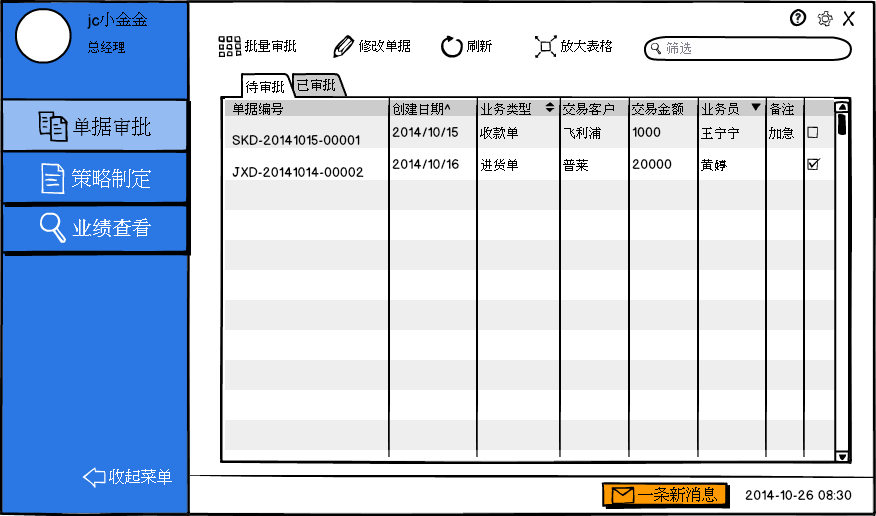 jc小金金
总经理
批量审批 修改单据 刷新 放大表格 筛选
待审批 已审批
单据编号 创建日期^ 业务类型 交易客户 交易金额 业务员 备注
SKD-20141015-00001 2014/10/15 收款单 飞利浦 1000 王宁宁 加急
JXD-20141014-00002 2014/10/16 进货单 普莱 20000 黄婷
单据审批
策略制定
业绩查看
收起菜单
一条新消息 2014-10-26 08:30